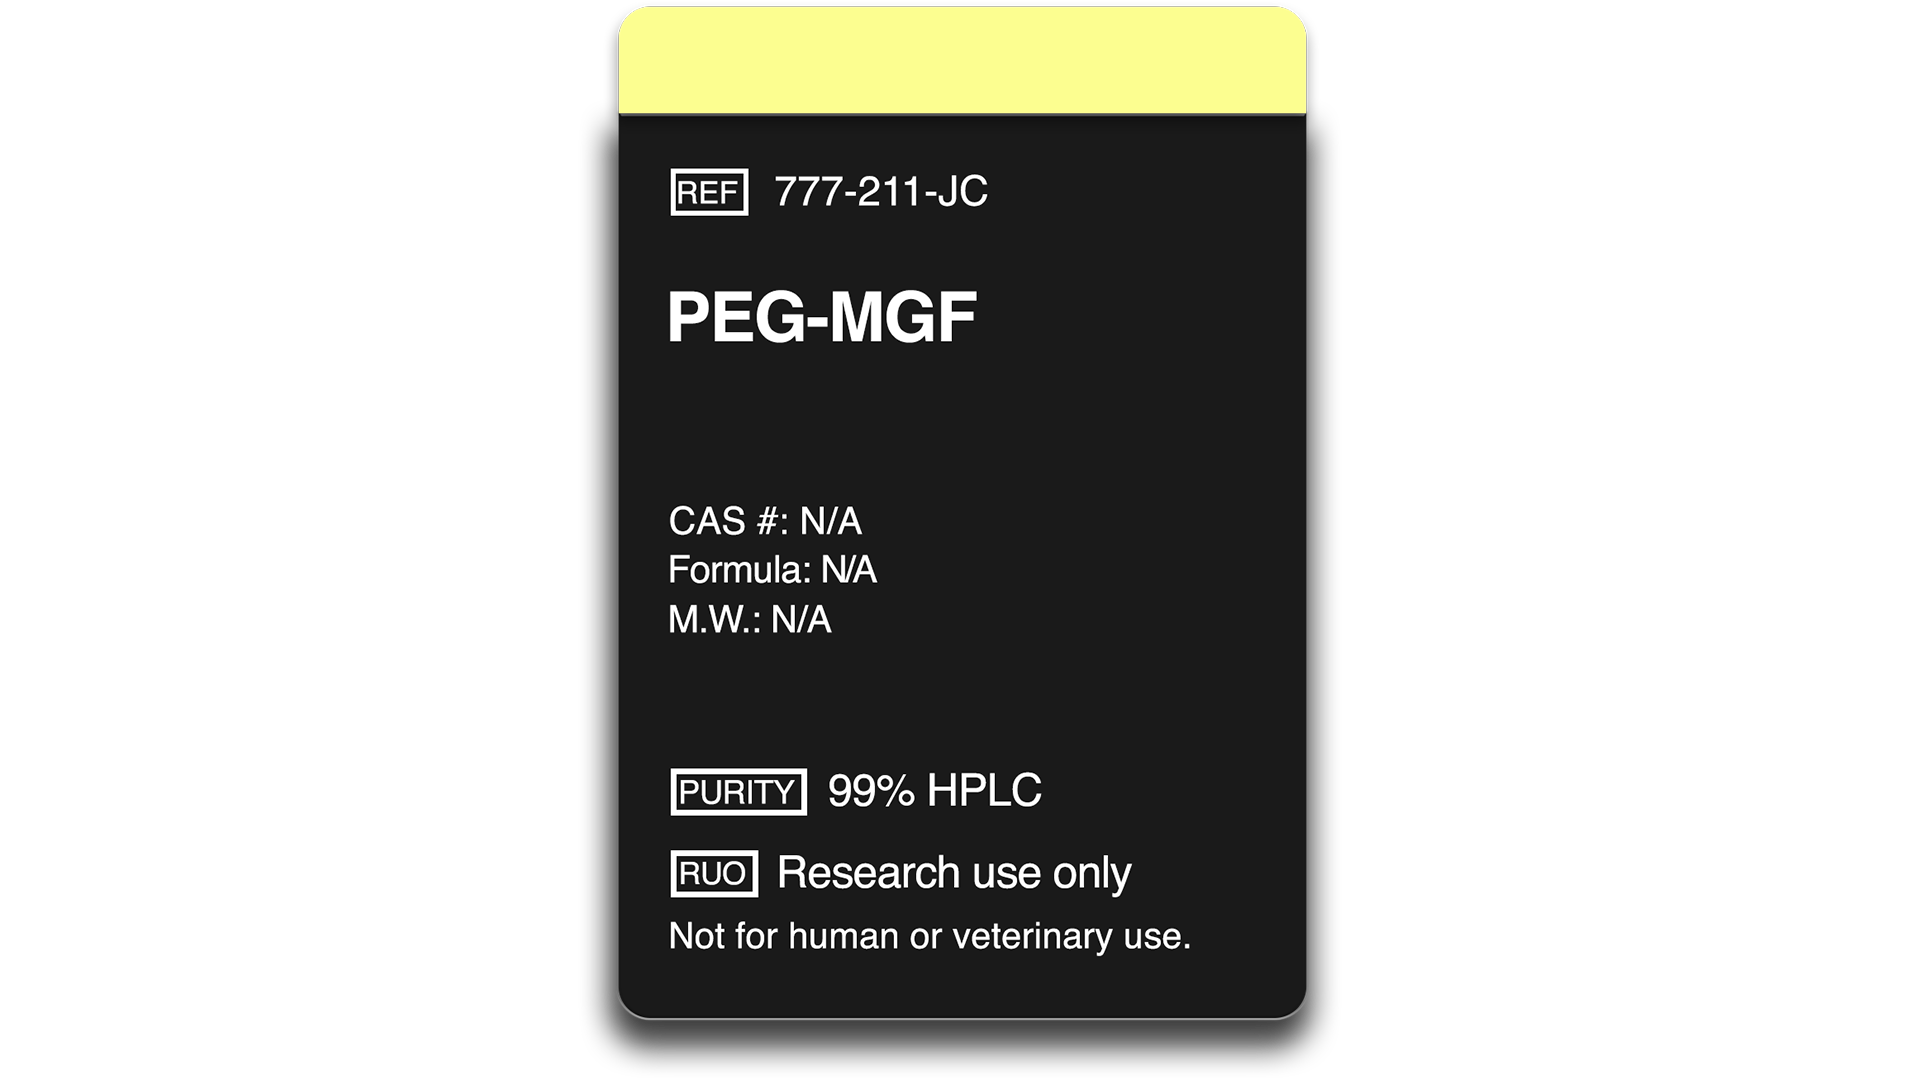 REF 777-211-JC
PEG-MGF
CAS #: N/A
Formula: N/A
M.W.: N/A
PURITY 99% HPLC
RUO Research use only
Not for human or veterinary use.